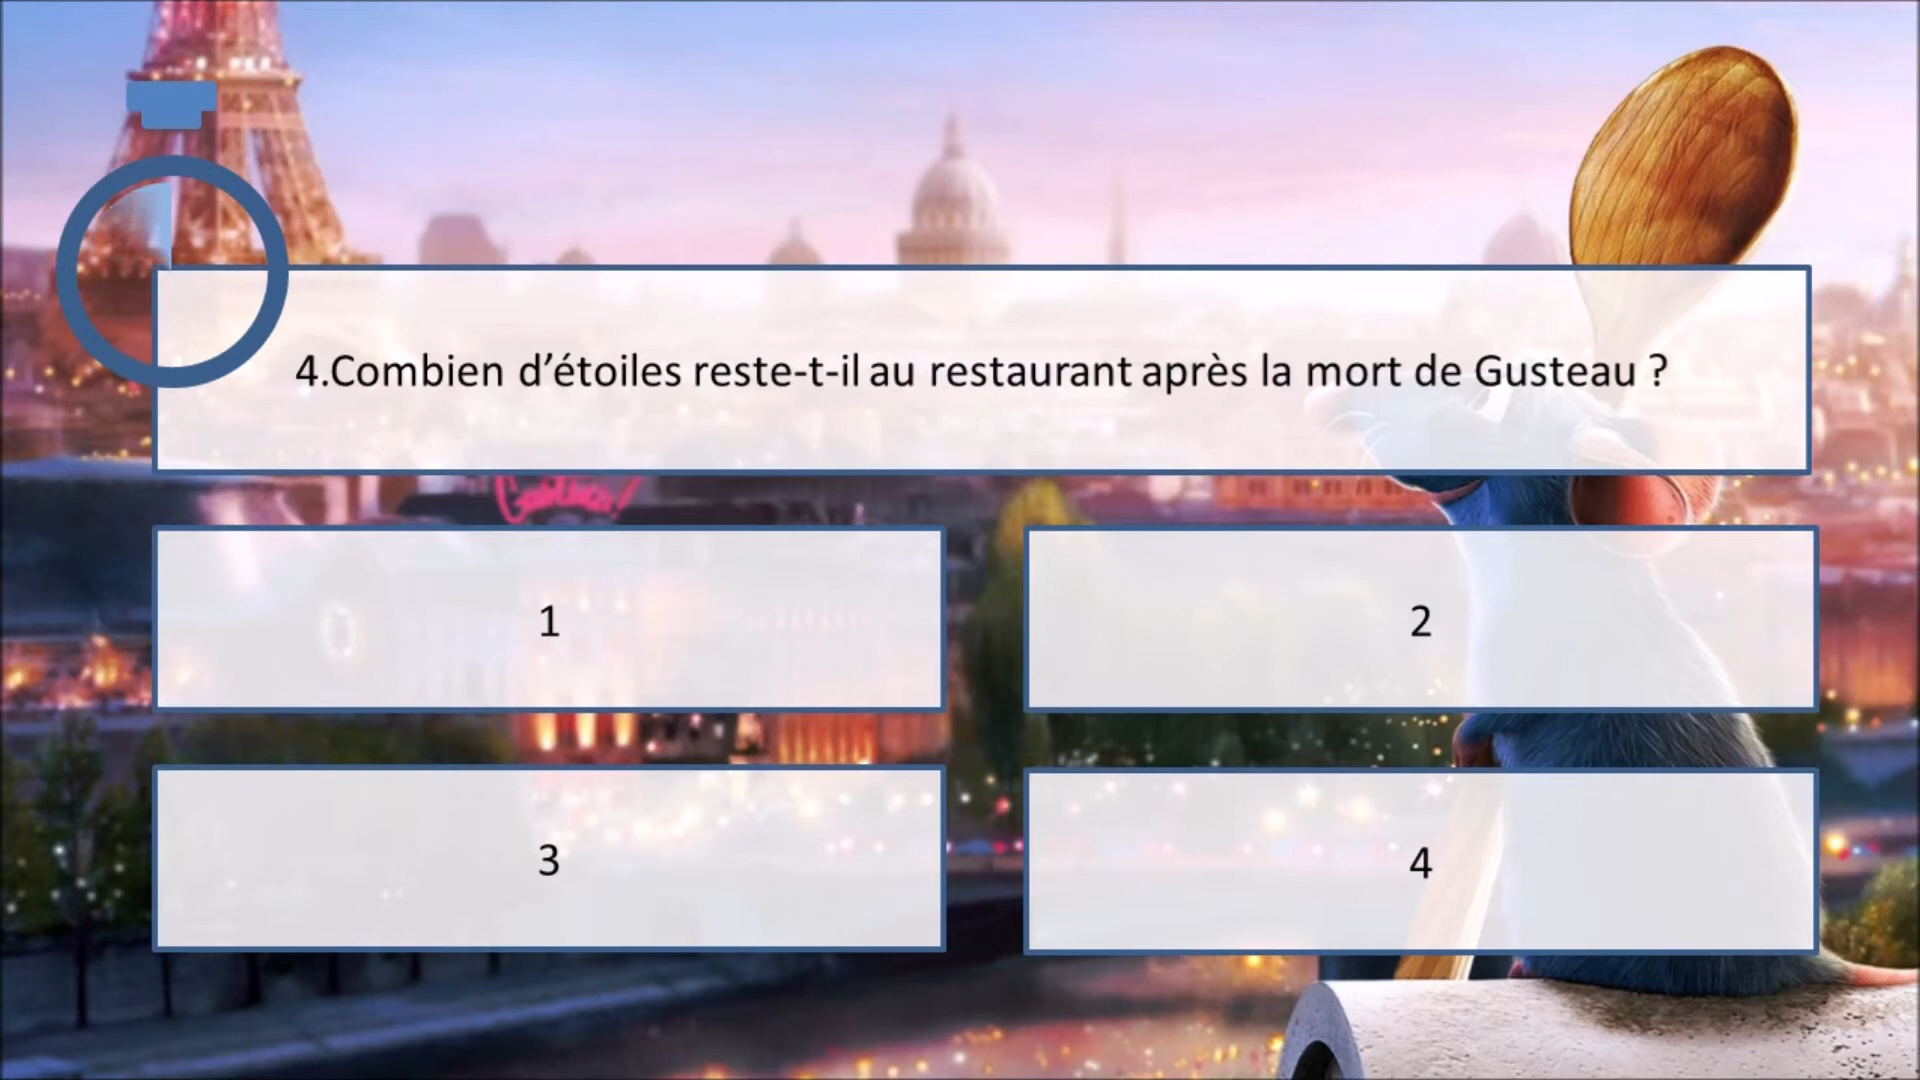 4.Combien d’étoiles reste-t-il au restaurant après la mort de Gusteau ?
1
2
3
4